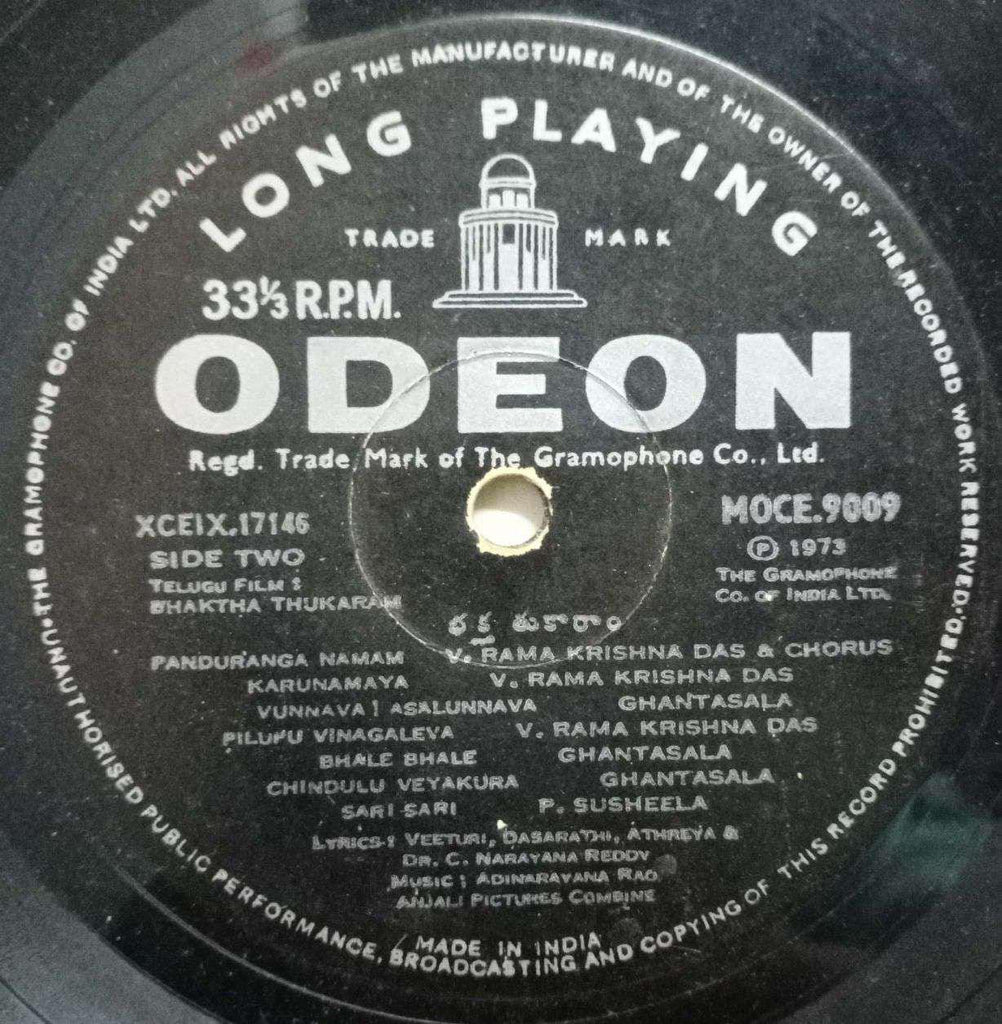 THE GRAMOPHONE CO. OF INDIA LTD. ALL RIGHTS OF THE MANUFACTURER AND OF THE OWNER OF THE RECORDED WORK RESERVED. UNAUTHORISED PUBLIC PERFORMANCE, BROADCASTING AND COPYING OF THIS RECORD PROHIBITED.
LONG PLAYING
TRADE MARK
33⅓ R.P.M.
ODEON
Regd. Trade Mark of The Gramophone Co., Ltd.
XCEIX.17146
MOCE.9009
SIDE TWO
Ⓟ 1973
TELUGU FILM :
BHAKTHA THUKARAM
THE GRAMOPHONE
CO. OF INDIA LTD.
భక్త తుకారాం
PANDURANGA NAMAM V. RAMA KRISHNA DAS & CHORUS
KARUNAMAYA V. RAMA KRISHNA DAS
VUNNAVA! ASALUNNAVA GHANTASALA
PILUPU VINAGALEVA V. RAMA KRISHNA DAS
BHALE BHALE GHANTASALA
CHINDULU VEYAKURA GHANTASALA
SARI SARI P. SUSHEELA
LYRICS : VEETURI, DASARATHI, ATHREYA &
DR. C. NARAYANA REDDY
MUSIC : ADINARAYANA RAO
ANJALI PICTURES COMBINE
MADE IN INDIA